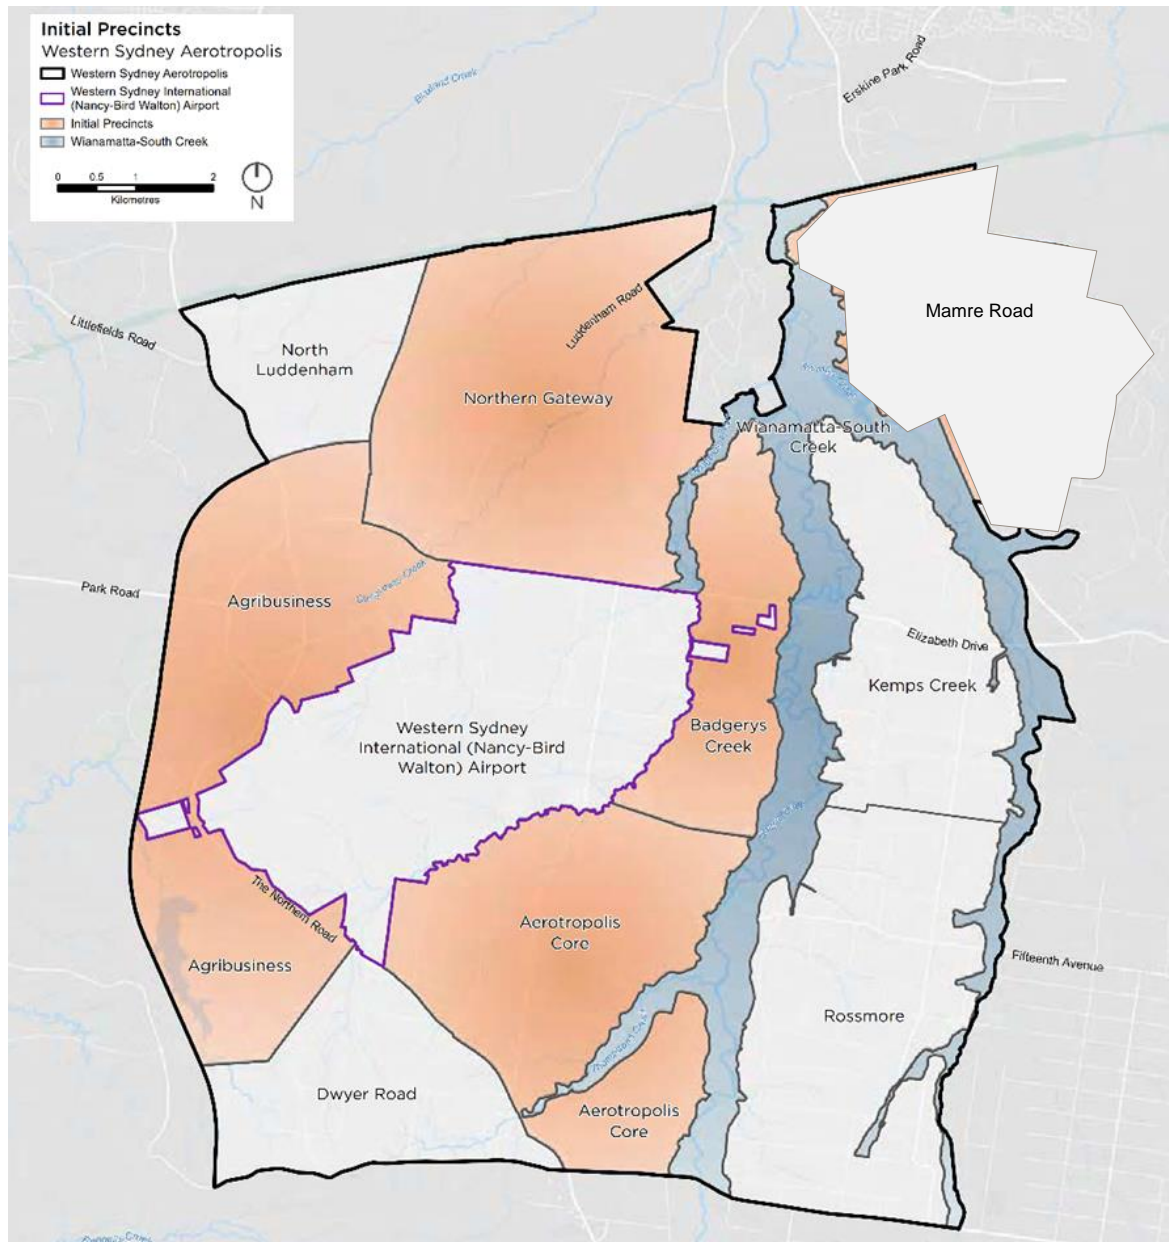 Initial Precincts
Western Sydney Aerotropolis
Western Sydney Aerotropolis
Western Sydney International
(Nancy-Bird Walton) Airport
Initial Precincts
Wianamatta-South Creek
0 0.5 1 2
Kilometres
N
Erskine Park Road
Mamre Road
Littlefields Road
Luddenham Road
North
Luddenham
Northern Gateway
Wianamatta-South
Creek
Park Road
Agribusiness
Elizabeth Drive
Kemps Creek
Western Sydney
International (Nancy-Bird
Walton) Airport
Badgerys
Creek
The Northern Road
Aerotropolis
Core
Agribusiness
Fifteenth Avenue
Rossmore
Dwyer Road
Aerotropolis
Core